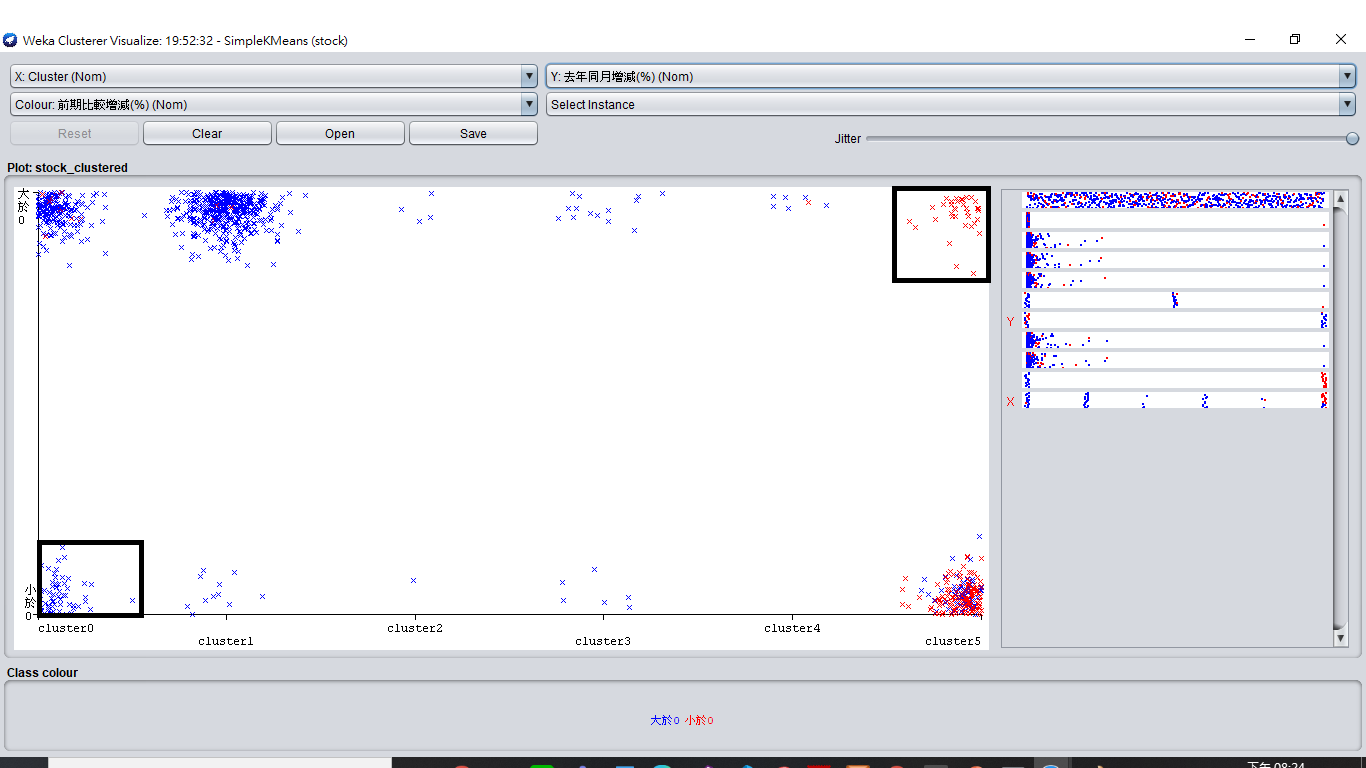 Weka Clusterer Visualize: 19:52:32 - SimpleKMeans (stock)
X: Cluster (Nom)
Y: 去年同月增減(%) (Nom)
Colour: 前期比較增減(%) (Nom)
Select Instance
Reset
Clear
Open
Save
Jitter
Plot: stock_clustered
大於0
小於0
cluster0
cluster1
cluster2
cluster3
cluster4
cluster5
Y
X
Class colour
大於0 小於0
下午 08:24